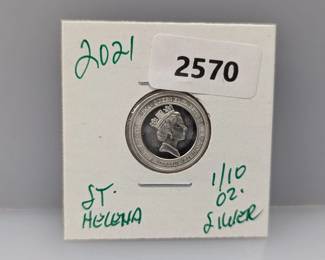 2021
2570
ST.
HELENA
1/10
OZ.
SILVER